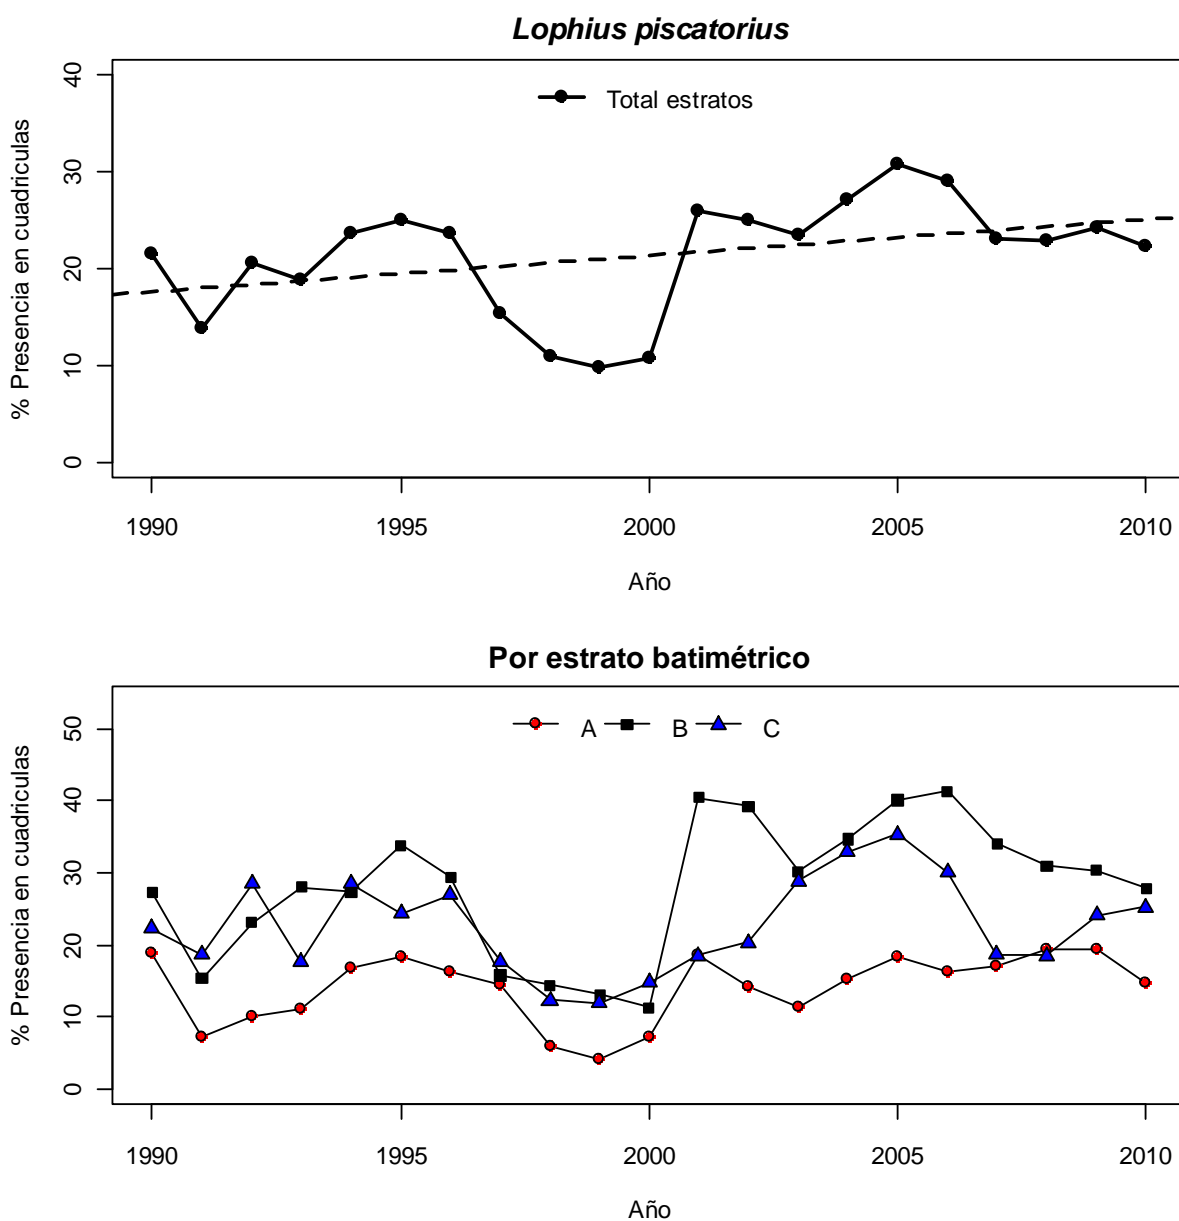 Lophius piscatorius
Total estratos
% Presencia en cuadriculas
40
30
20
10
0
1990 1995 2000 2005 2010
Año
Por estrato batimétrico
A B C
% Presencia en cuadriculas
50
40
30
20
10
0
1990 1995 2000 2005 2010
Año